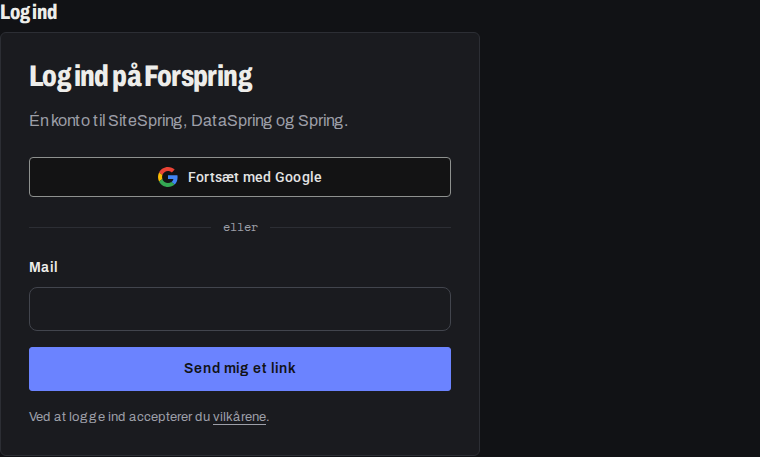 Log ind
Log ind på Forspring
Én konto til SiteSpring, DataSpring og Spring.
Fortsæt med Google
eller
Mail
Send mig et link
Ved at logge ind accepterer du vilkårene.